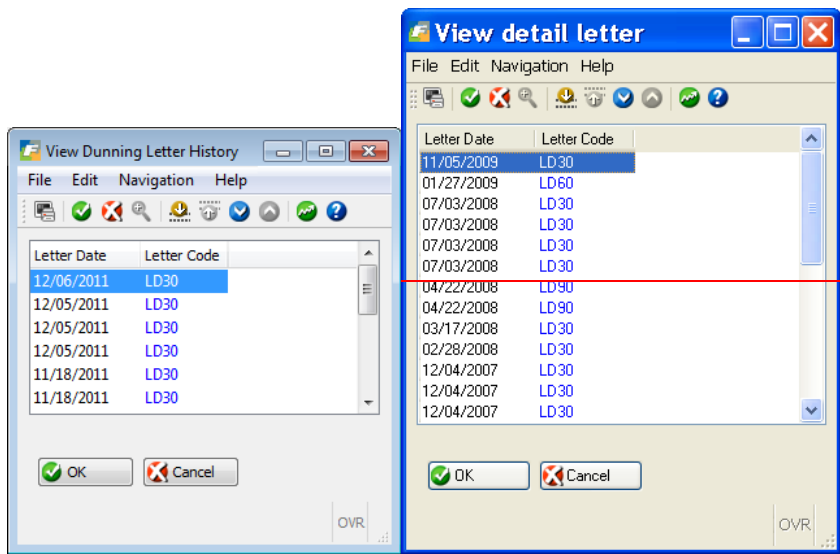 View Dunning Letter History
File Edit Navigation Help
Letter Date Letter Code
12/06/2011 LD30
12/05/2011 LD30
12/05/2011 LD30
12/05/2011 LD30
11/18/2011 LD30
11/18/2011 LD30
OK Cancel
OVR
View detail letter
File Edit Navigation Help
Letter Date Letter Code
11/05/2009 LD30
01/27/2009 LD60
07/03/2008 LD30
07/03/2008 LD30
07/03/2008 LD30
07/03/2008 LD30
04/22/2008 LD90
04/22/2008 LD90
03/17/2008 LD30
02/28/2008 LD30
12/04/2007 LD30
12/04/2007 LD30
12/04/2007 LD30
OK Cancel
OVR